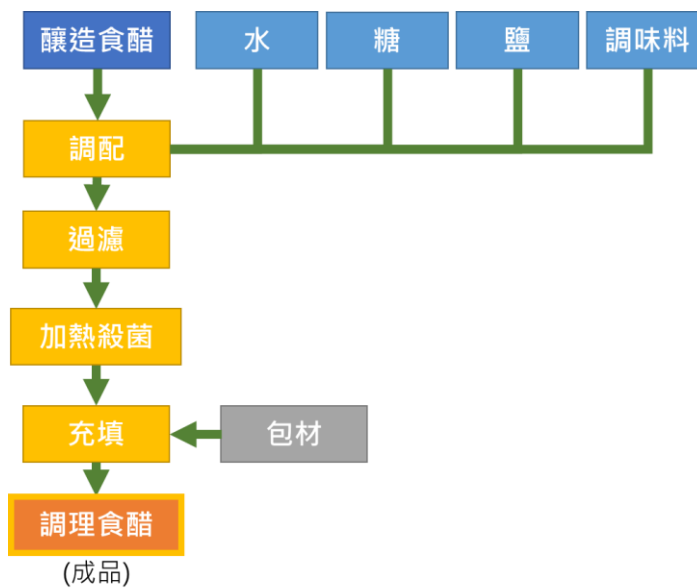 釀造食醋
水
糖
鹽
調味料
調配
過濾
加熱殺菌
充填
包材
調理食醋
(成品)